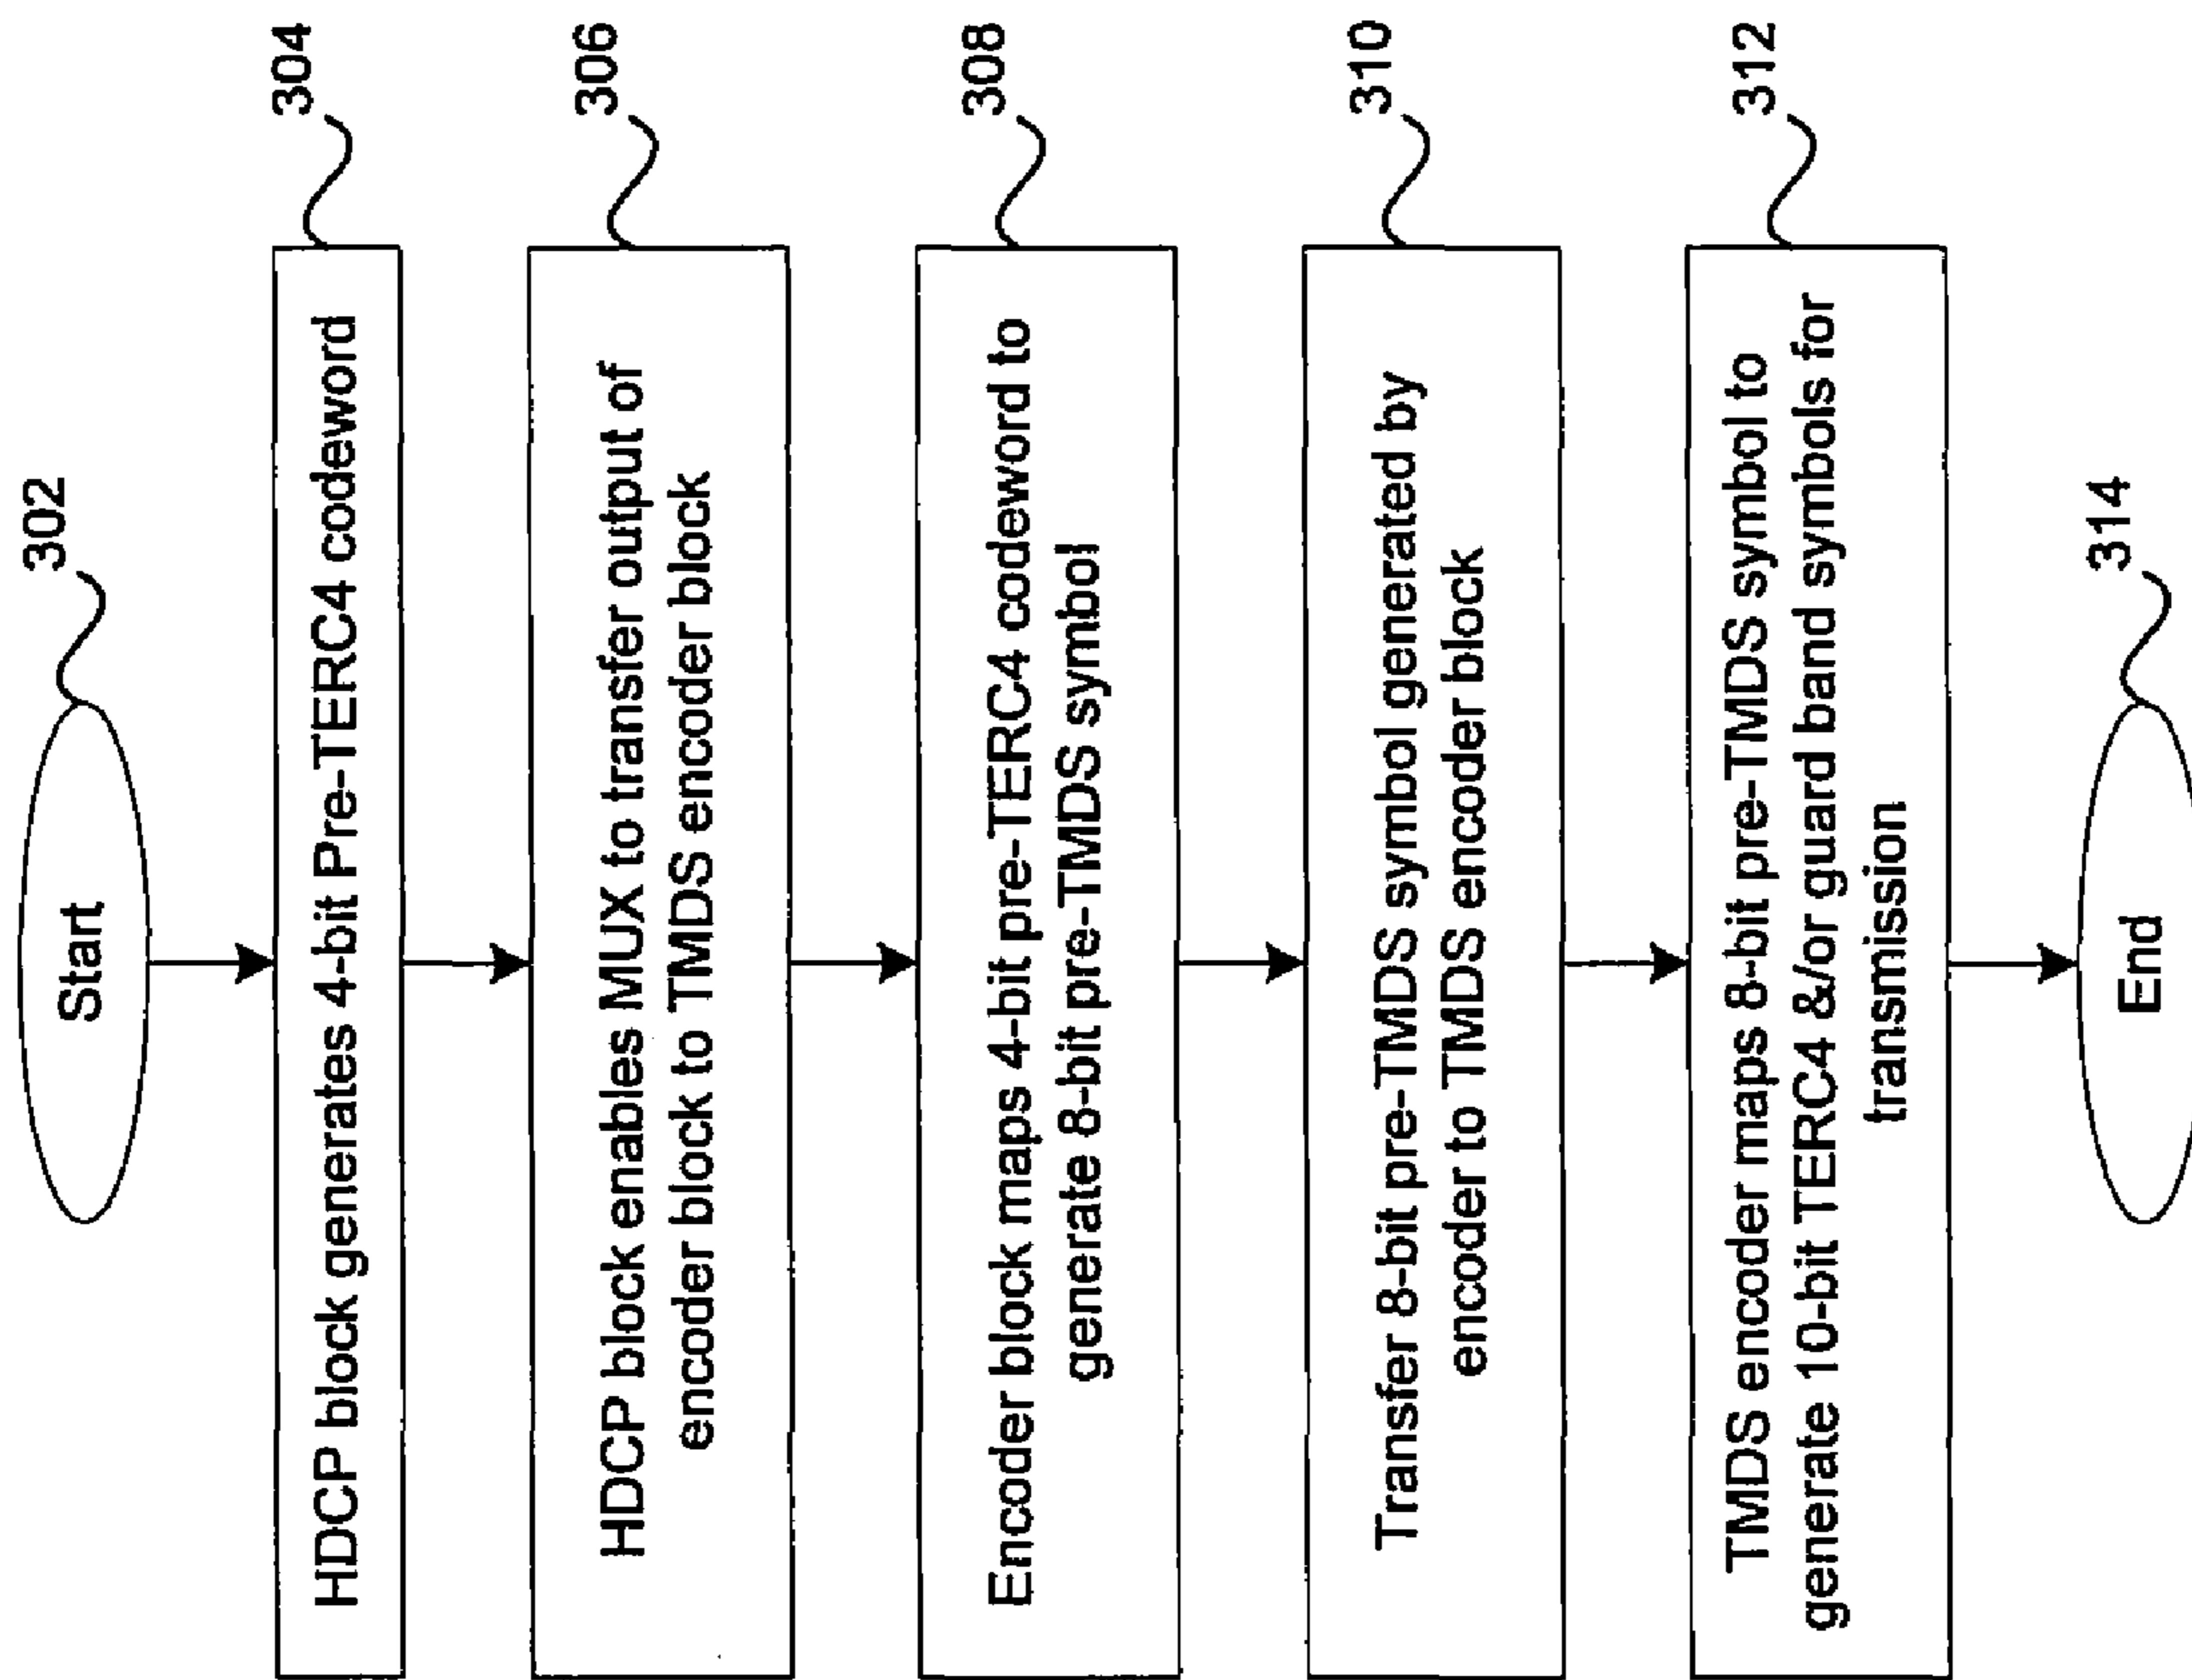 302
Start
304
HDCP block generates 4-bit Pre-TERC4 codeword
306
HDCP block enables MUX to transfer output of
encoder block to TMDS encoder block
308
Encoder block maps 4-bit pre-TERC4 codeword to
generate 8-bit pre-TMDS symbol
310
Transfer 8-bit pre-TMDS symbol generated by
encoder to TMDS encoder block
312
TMDS encoder maps 8-bit pre-TMDS symbol to
generate 10-bit TERC4 &/or guard band symbols for
transmission
314
End